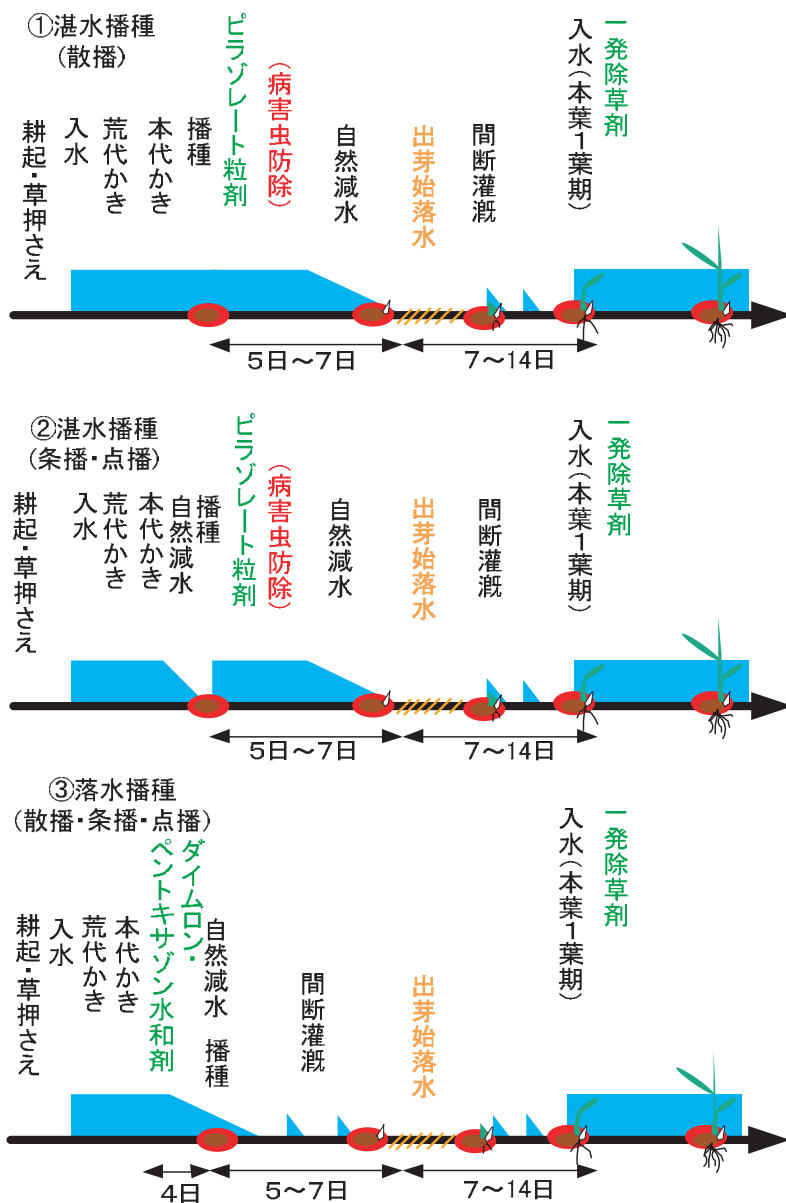 ①湛水播種
(散播)
耕起・草押さえ
入水
荒代かき
本代かき
播種
ピラゾレート粒剤
(病害虫防除)
自然減水
出芽始落水
間断灌漑
入水(本葉1葉期)
一発除草剤
5日～7日
7～14日
②湛水播種
(条播・点播)
耕起・草押さえ
入水
荒代かき
本代かき
自然減水
播種
ピラゾレート粒剤
(病害虫防除)
自然減水
出芽始落水
間断灌漑
入水(本葉1葉期)
一発除草剤
5日～7日
7～14日
③落水播種
(散播・条播・点播)
耕起・草押さえ
入水
荒代かき
本代かき
ダイムロン・
ペントキサゾン水和剤
自然減水
播種
間断灌漑
出芽始落水
入水(本葉1葉期)
一発除草剤
4日
5～7日
7～14日